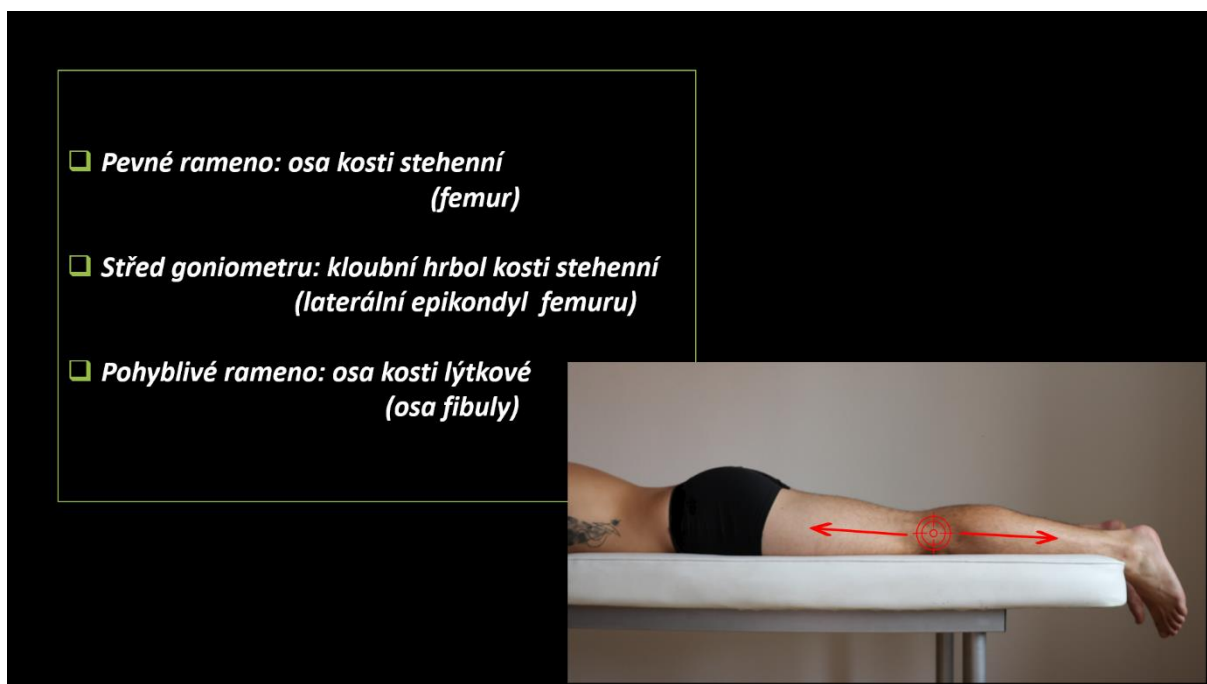 Pevné rameno: osa kosti stehenní
(femur)
Střed goniometru: kloubní hrbol kosti stehenní
(laterální epikondyl femuru)
Pohyblivé rameno: osa kosti lýtkové
(osa fibuly)